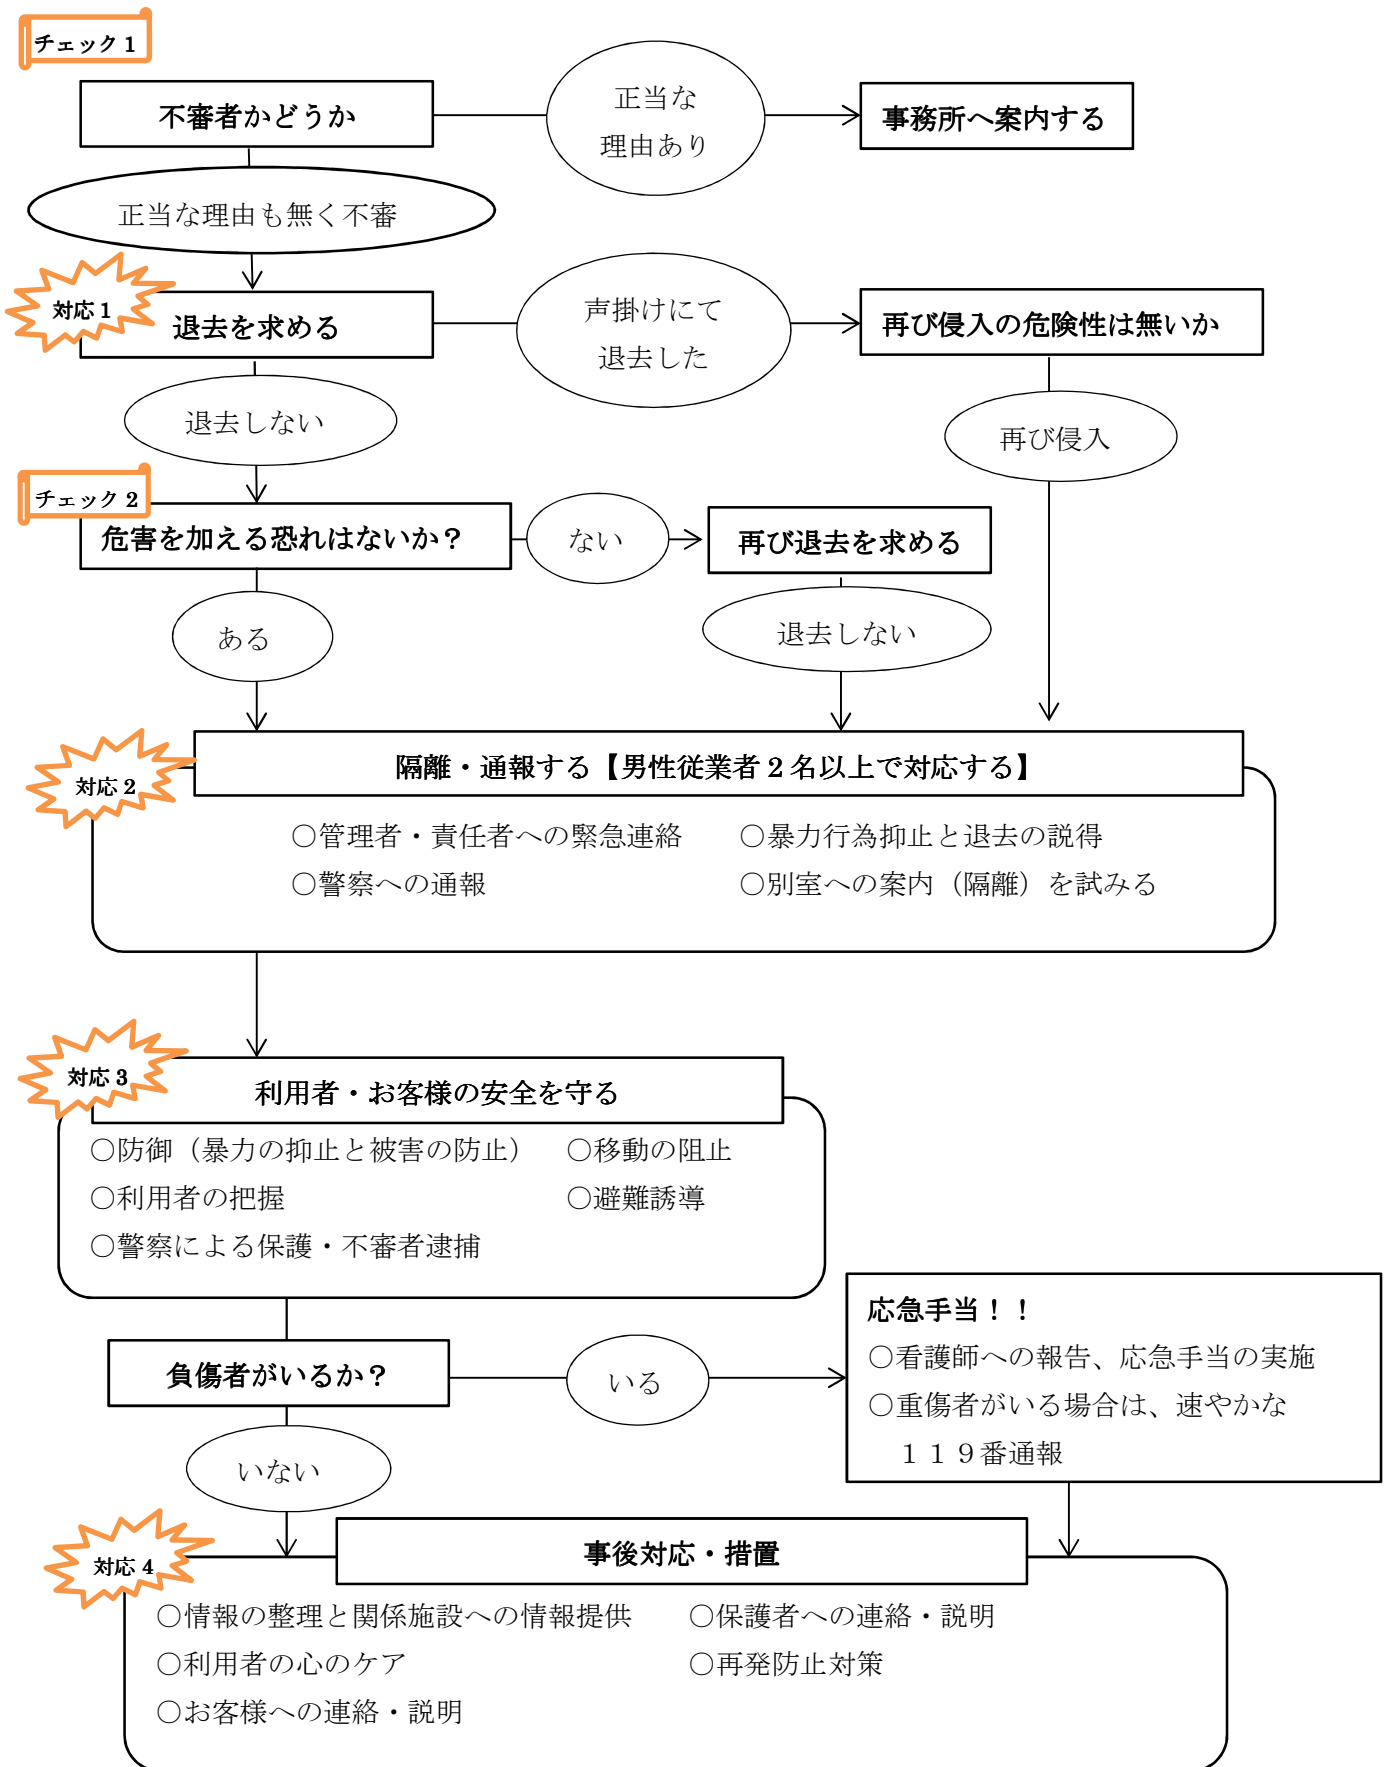 チェック１
不審者かどうか
正当な
理由あり
事務所へ案内する
正当な理由も無く不審
対応１
退去を求める
声掛けにて
退去した
再び侵入の危険性は無いか
退去しない
再び侵入
チェック２
危害を加える恐れはないか？
ない
再び退去を求める
ある
退去しない
対応２
隔離・通報する【男性従業者２名以上で対応する】
○管理者・責任者への緊急連絡　　○暴力行為抑止と退去の説得
○警察への通報　　○別室への案内（隔離）を試みる
対応３
利用者・お客様の安全を守る
○防御（暴力の抑止と被害の防止）　○移動の阻止
○利用者の把握　　○避難誘導
○警察による保護・不審者逮捕
負傷者がいるか？
いる
応急手当！！
○看護師への報告、応急手当の実施
○重傷者がいる場合は、速やかな
１１９番通報
いない
対応４
事後対応・措置
○情報の整理と関係施設への情報提供　　○保護者への連絡・説明
○利用者の心のケア　　○再発防止対策
○お客様への連絡・説明